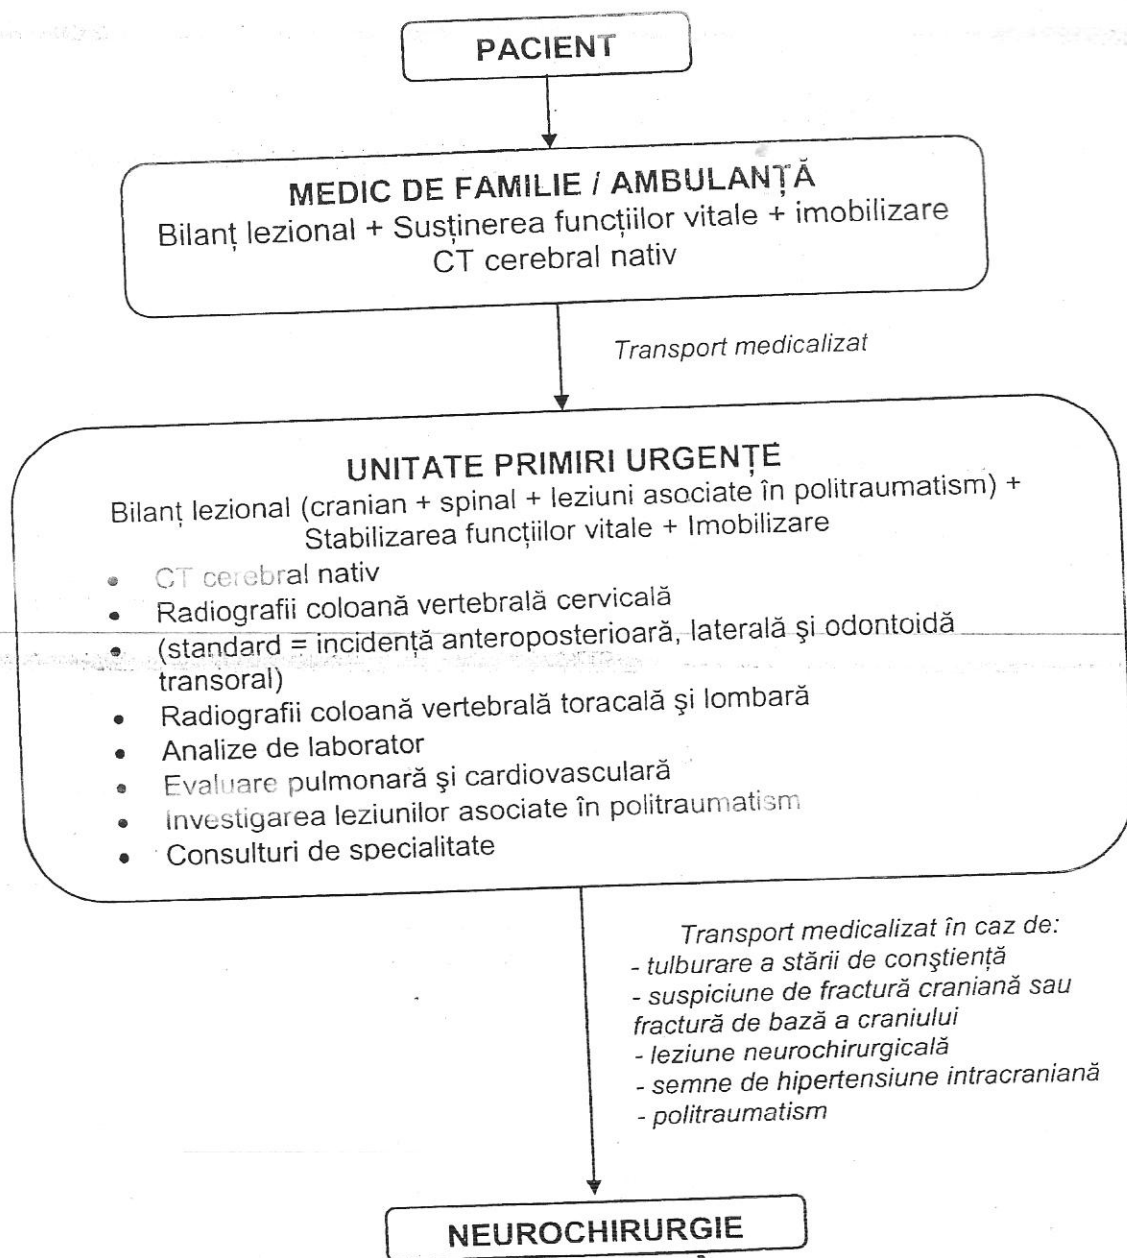 PACIENT
MEDIC DE FAMILIE / AMBULANȚĂ
Bilanț lezional + Susținerea funcțiilor vitale + imobilizare
CT cerebral nativ
Transport medicalizat
UNITATE PRIMIRI URGENȚE
Bilanț lezional (cranian + spinal + leziuni asociate în politraumatism) +
Stabilizarea funcțiilor vitale + Imobilizare
• CT cerebral nativ
• Radiografii coloană vertebrală cervicală
• (standard = incidență anteroposterioară, laterală şi odontoidă
transoral)
• Radiografii coloană vertebrală toracală şi lombară
• Analize de laborator
• Evaluare pulmonară şi cardiovasculară
• Investigarea leziunilor asociate în politraumatism
• Consulturi de specialitate
Transport medicalizat în caz de:
- tulburare a stării de conştiență
- suspiciune de fractură craniană sau
fractură de bază a craniului
- leziune neurochirurgicală
- semne de hipertensiune intracraniană
- politraumatism
NEUROCHIRURGIE